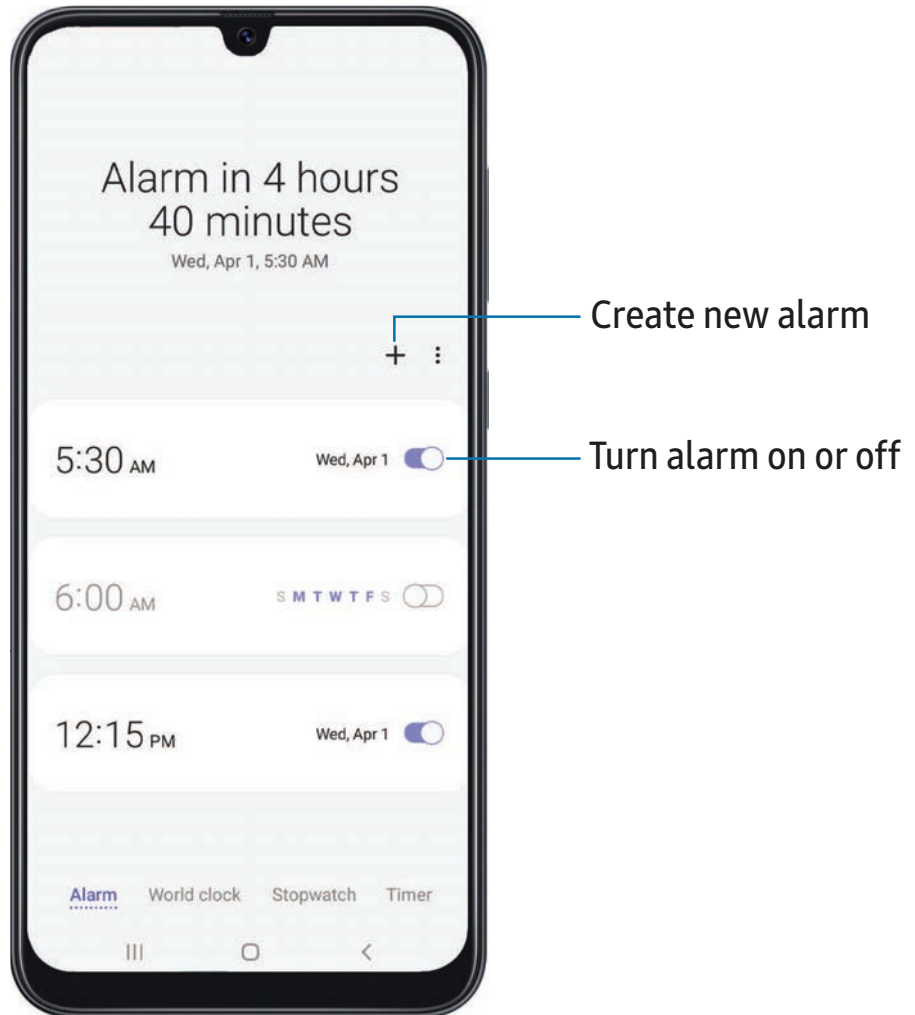 Alarm in 4 hours
40 minutes
Wed, Apr 1, 5:30 AM
Create new alarm
5:30 AM Wed, Apr 1
Turn alarm on or off
6:00 AM S M T W T F S
12:15 PM Wed, Apr 1
Alarm World clock Stopwatch Timer